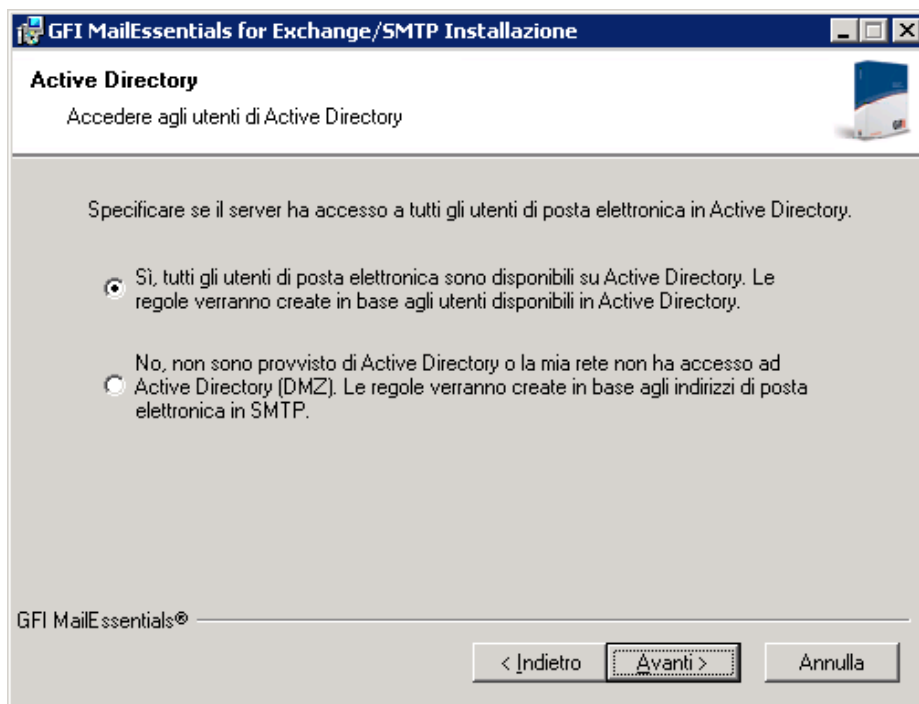 GFI MailEssentials for Exchange/SMTP Installazione
Active Directory
Accedere agli utenti di Active Directory
GFI
Specificare se il server ha accesso a tutti gli utenti di posta elettronica in Active Directory.
Sì, tutti gli utenti di posta elettronica sono disponibili su Active Directory. Le
regole verranno create in base agli utenti disponibili in Active Directory.
No, non sono provvisto di Active Directory o la mia rete non ha accesso ad
Active Directory (DMZ). Le regole verranno create in base agli indirizzi di posta
elettronica in SMTP.
GFI MailEssentials®
< Indietro
Avanti >
Annulla